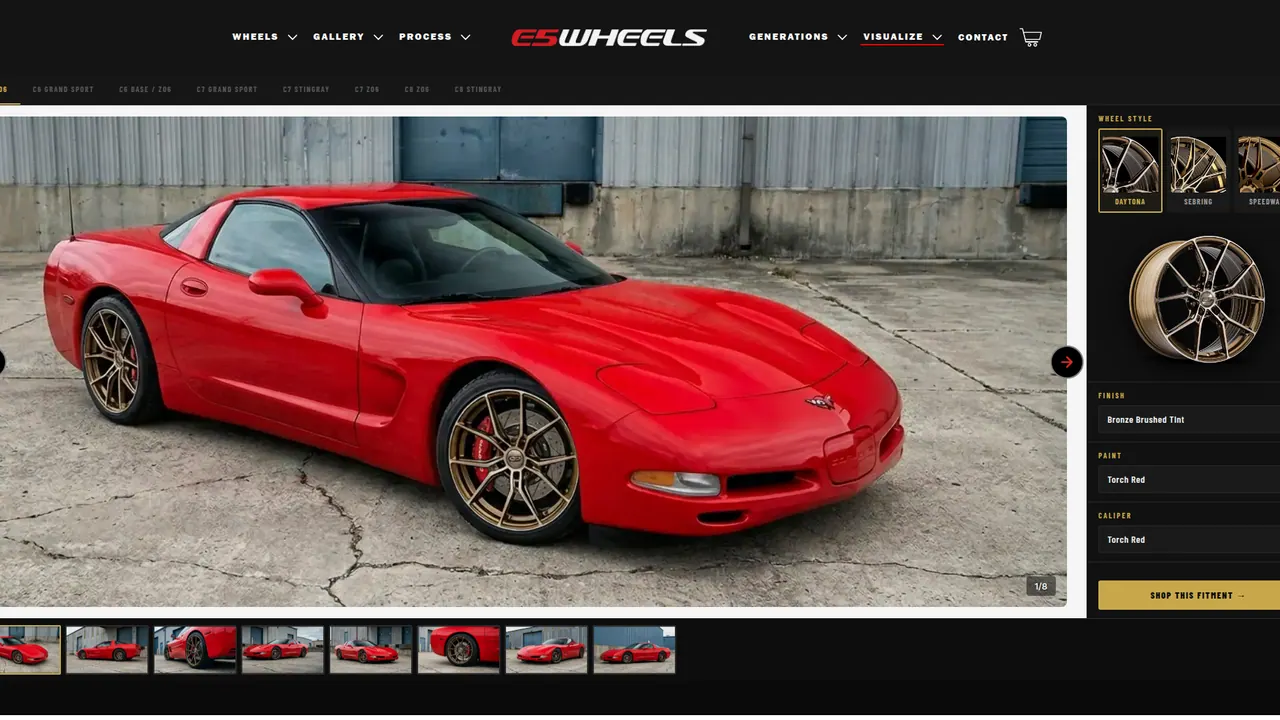 WHEELS
GALLERY
PROCESS
E5WHEELS
GENERATIONS
VISUALIZE
CONTACT
C6 GRAND SPORT
C6 BASE / Z06
C7 GRAND SPORT
C7 STINGRAY
C7 Z06
C8 Z06
C8 STINGRAY
WHEEL STYLE
DAYTONA
SEBRING
SPEEDWA
FINISH
Bronze Brushed Tint
PAINT
Torch Red
CALIPER
Torch Red
1/8
SHOP THIS FITMENT →